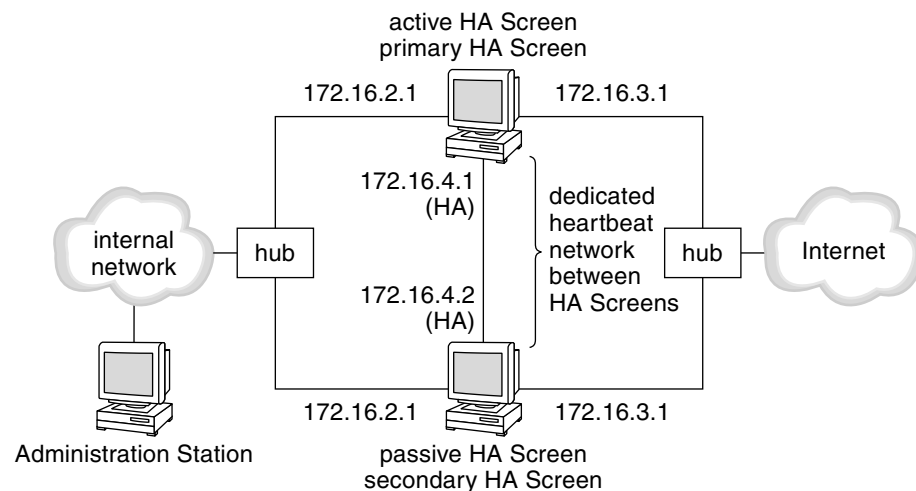 active HA Screen
primary HA Screen
172.16.2.1
172.16.3.1
172.16.4.1
(HA)
dedicated
heartbeat
network
between
HA Screens
internal
network
hub
hub
Internet
172.16.4.2
(HA)
172.16.2.1
172.16.3.1
Administration Station
passive HA Screen
secondary HA Screen